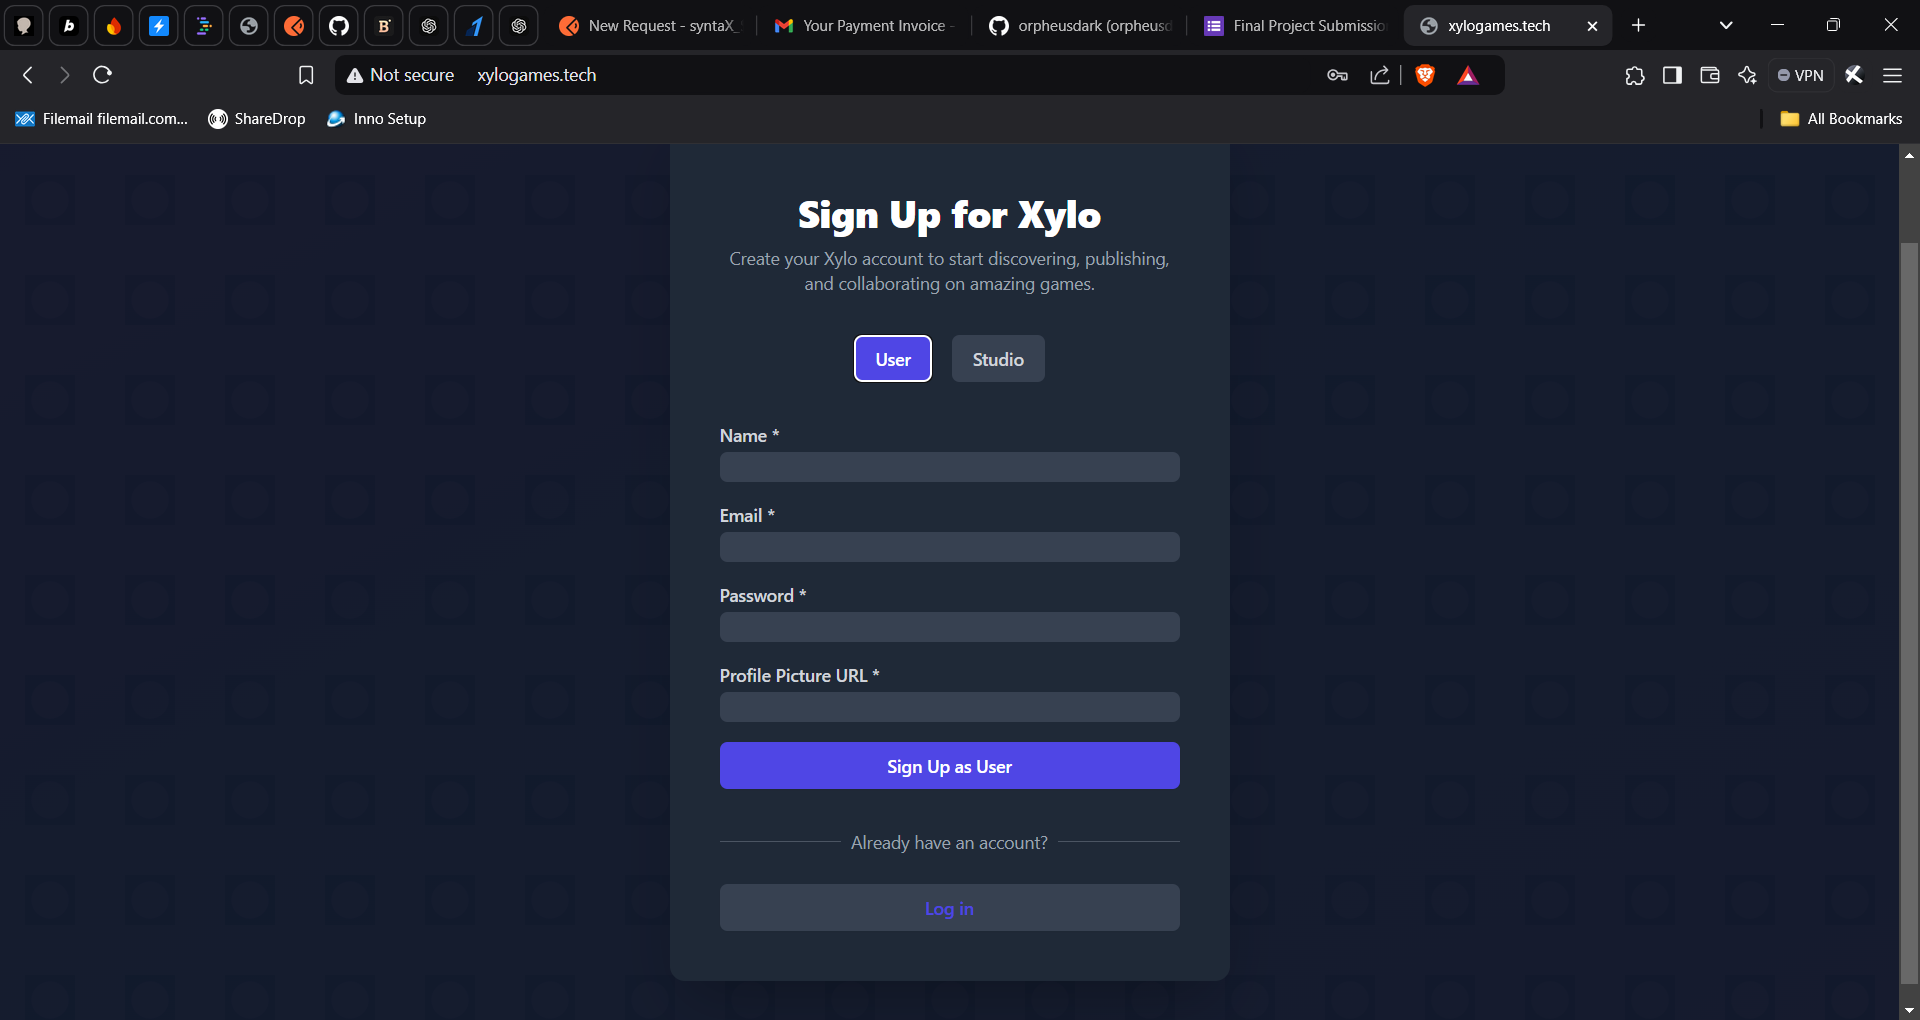 New Request - syntaX_
Your Payment Invoice -
orpheusdark (orpheusd
Final Project Submissio
xylogames.tech
Not secure xylogames.tech
VPN
Filemail filemail.com... ShareDrop Inno Setup
All Bookmarks
Sign Up for Xylo
Create your Xylo account to start discovering, publishing,
and collaborating on amazing games.
User Studio
Name *
Email *
Password *
Profile Picture URL *
Sign Up as User
Already have an account?
Log in